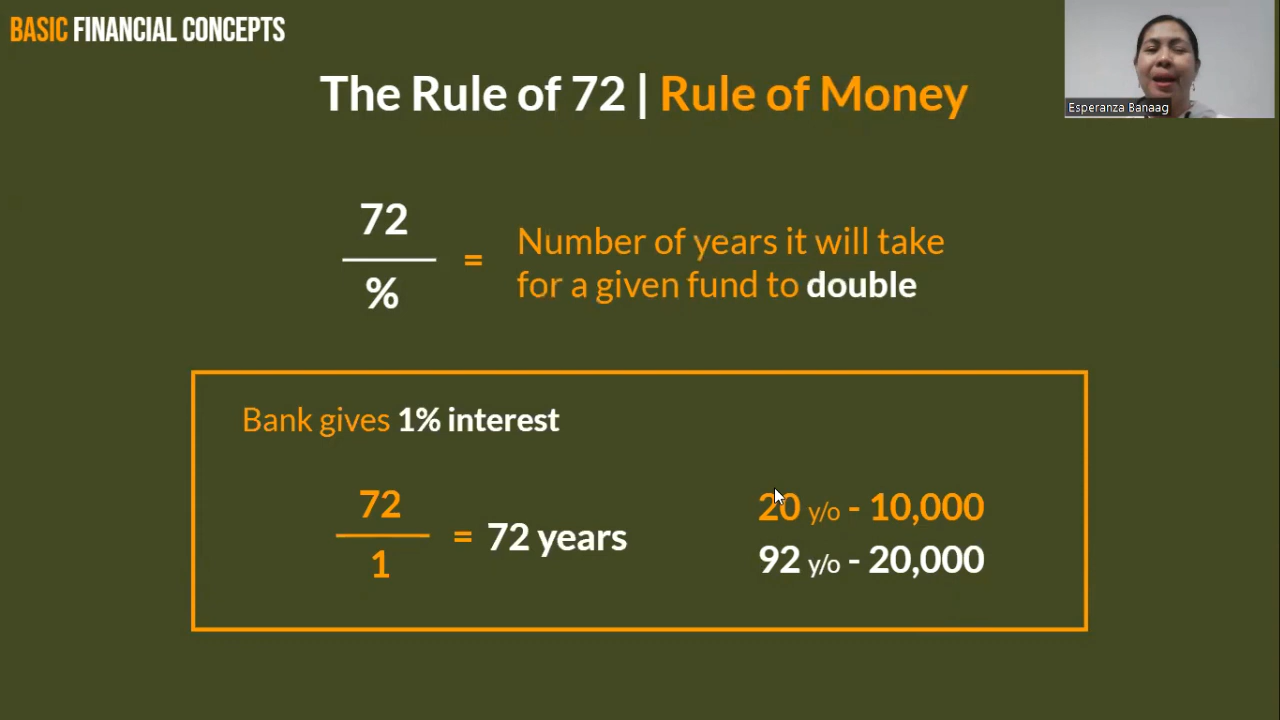 BASIC FINANCIAL CONCEPTS
Esperanza Banaag
The Rule of 72 | Rule of Money
72
%
=
Number of years it will take
for a given fund to double
Bank gives 1% interest
72
1
= 72 years
20 y/o - 10,000
92 y/o - 20,000